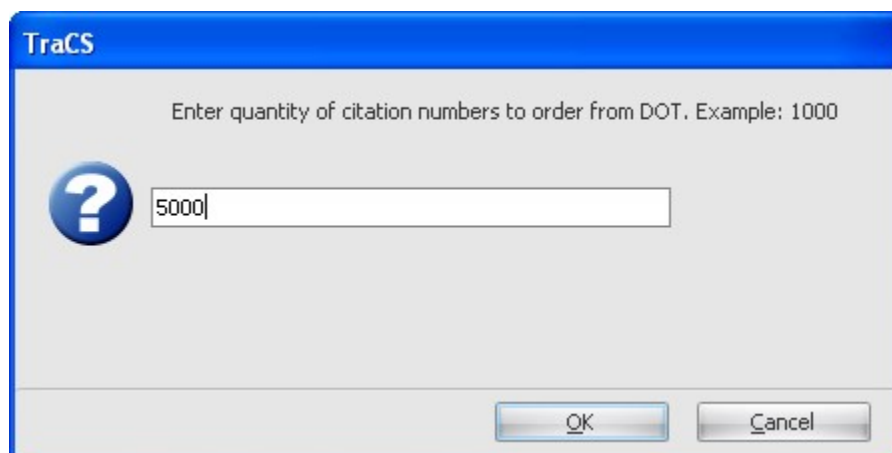 TraCS
Enter quantity of citation numbers to order from DOT. Example: 1000
?
5000
OK
Cancel